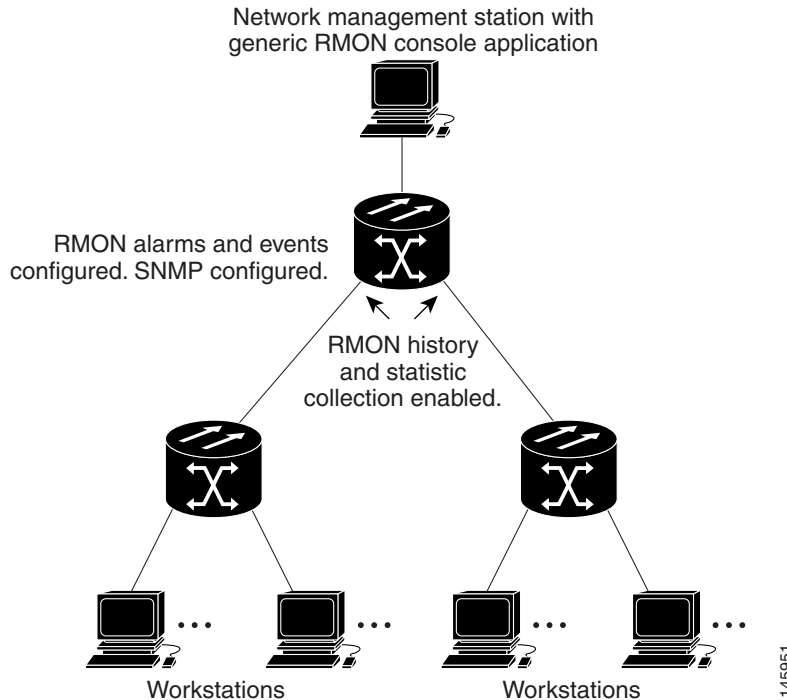 Network management station with
generic RMON console application
RMON alarms and events
configured. SNMP configured.
RMON history
and statistic
collection enabled.
Workstations
Workstations
145951